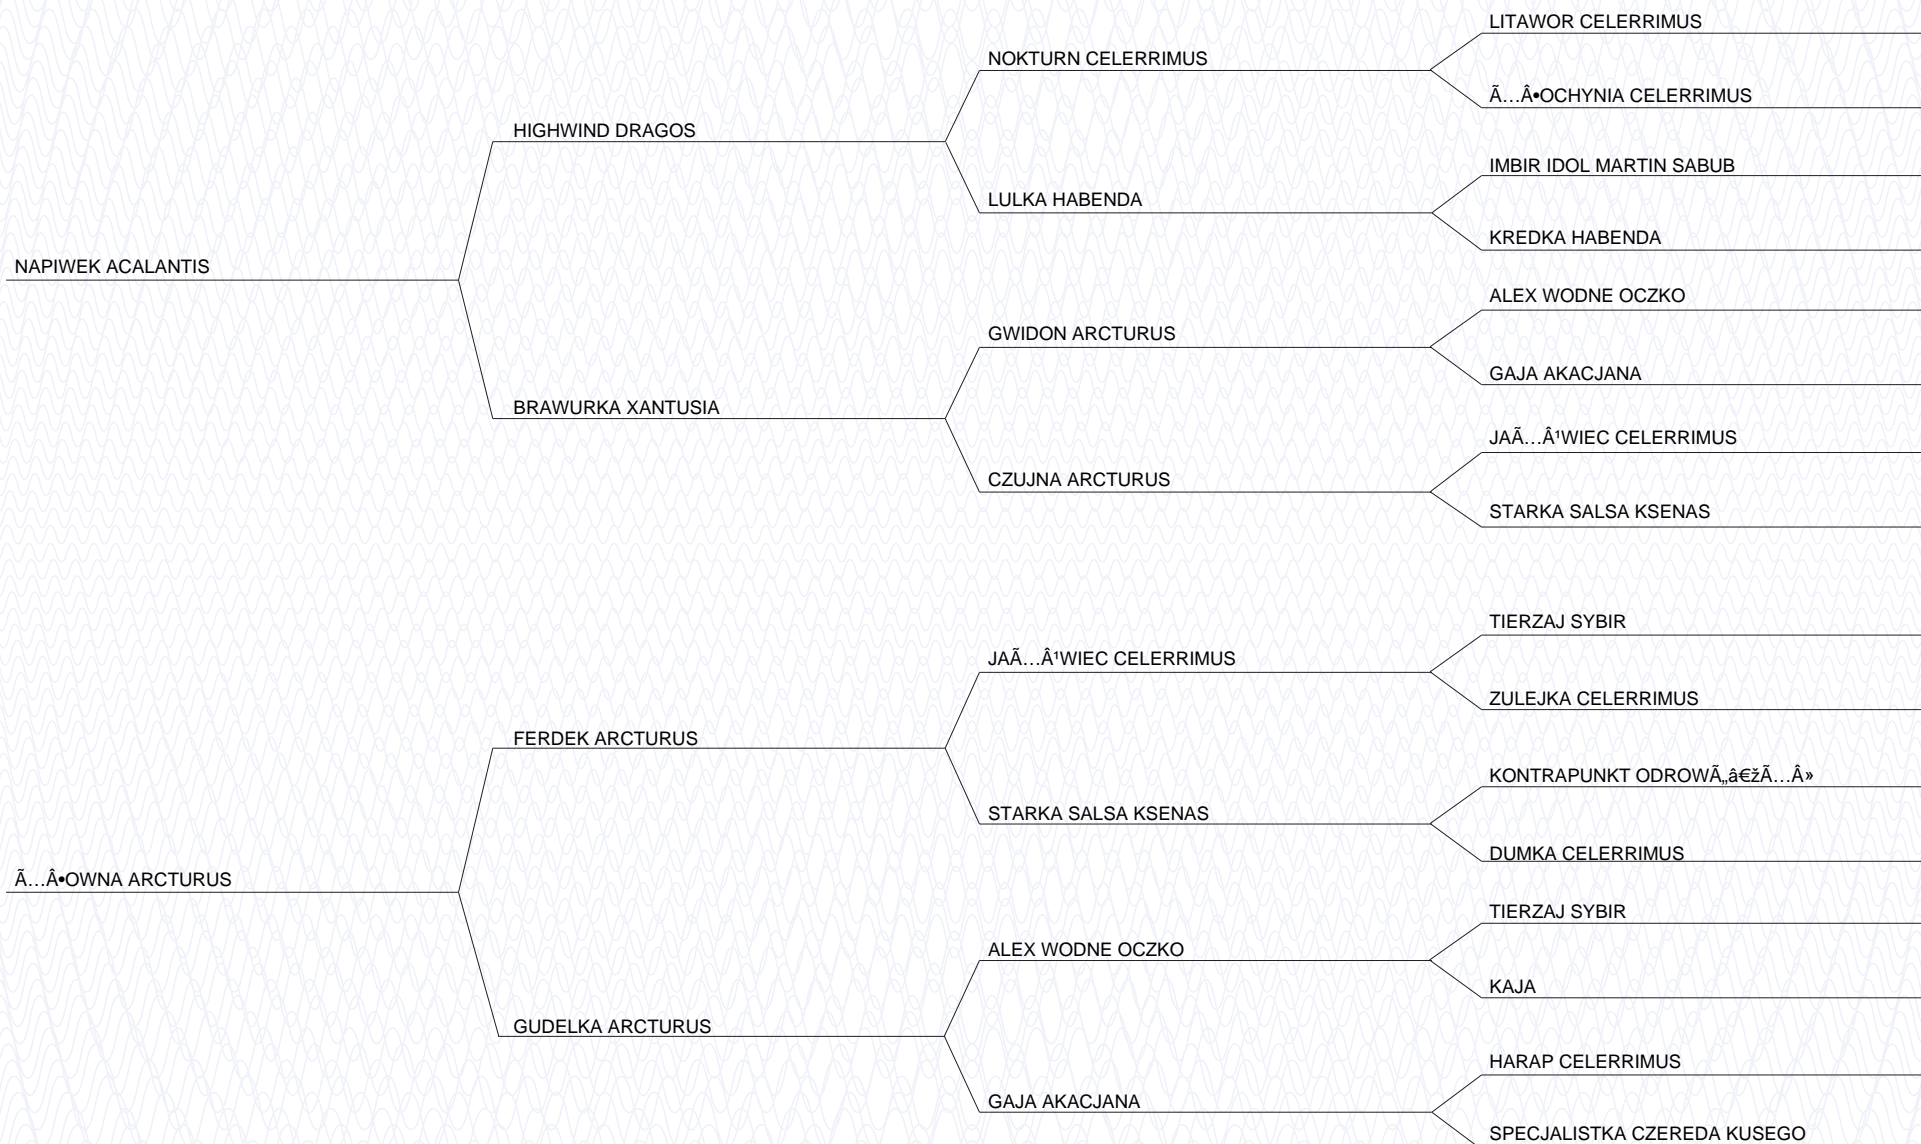 LITAWOR CELERRIMUS
NOKTURN CELERRIMUS
Ã…Â•OCHYNIA CELERRIMUS
HIGHWIND DRAGOS
IMBIR IDOL MARTIN SABUB
LULKA HABENDA
KREDKA HABENDA
NAPIWEK ACALANTIS
ALEX WODNE OCZKO
GWIDON ARCTURUS
GAJA AKACJANA
BRAWURKA XANTUSIA
JAÃ…Â¹WIEC CELERRIMUS
CZUJNA ARCTURUS
STARKA SALSA KSENAS
TIERZAJ SYBIR
JAÃ…Â¹WIEC CELERRIMUS
ZULEJKA CELERRIMUS
FERDEK ARCTURUS
KONTRAPUNKT ODROWÃ„â€žÃ…Â»
STARKA SALSA KSENAS
DUMKA CELERRIMUS
Ã…Â•OWNA ARCTURUS
TIERZAJ SYBIR
ALEX WODNE OCZKO
KAJA
GUDELKA ARCTURUS
HARAP CELERRIMUS
GAJA AKACJANA
SPECJALISTKA CZEREDA KUSEGO